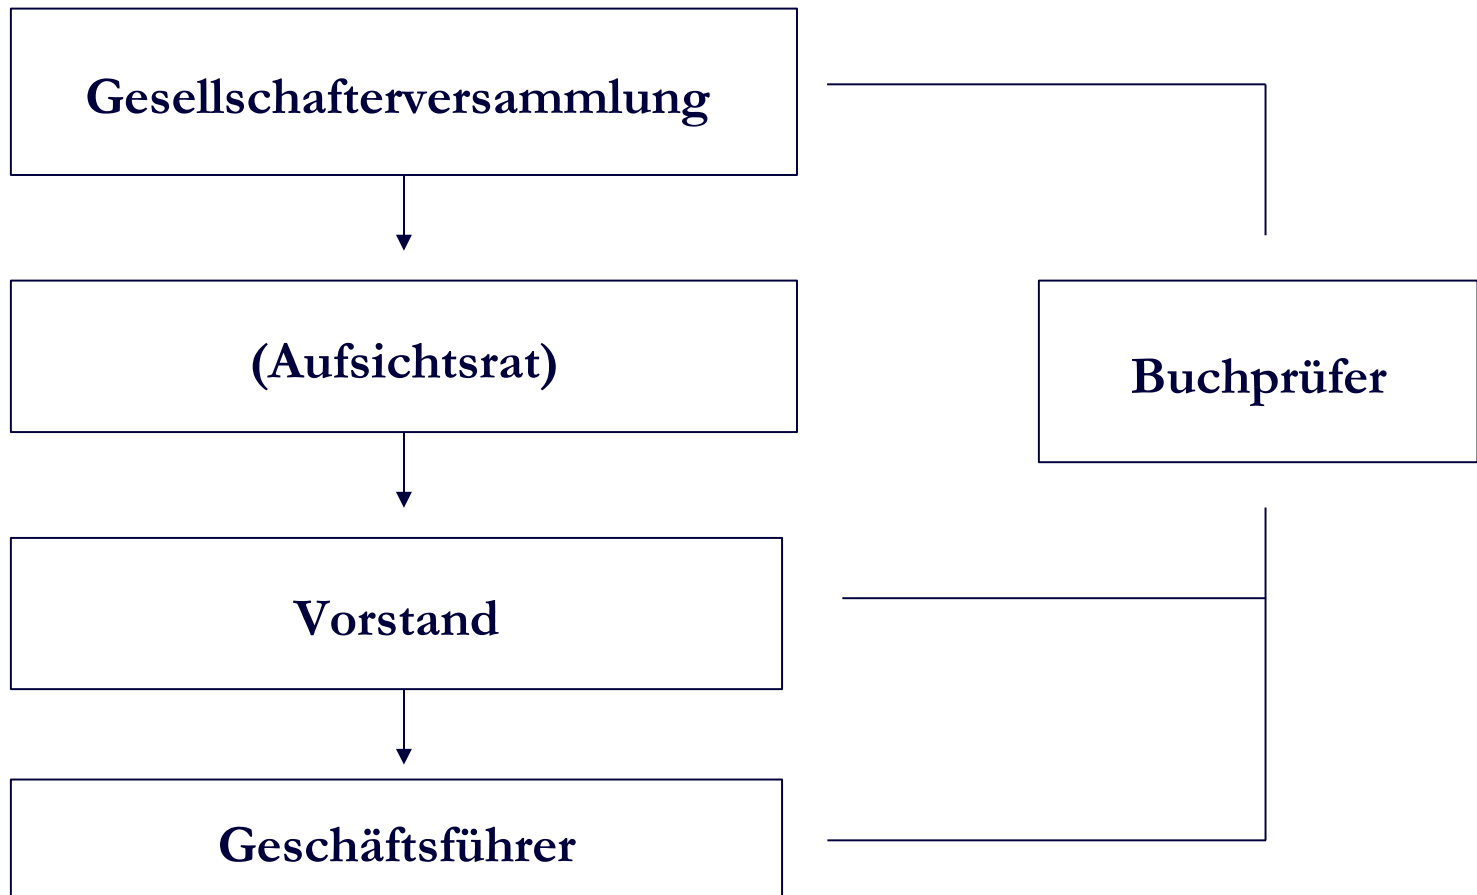 Gesellschafterversammlung
(Aufsichtsrat)
Buchprüfer
Vorstand
Geschäftsführer